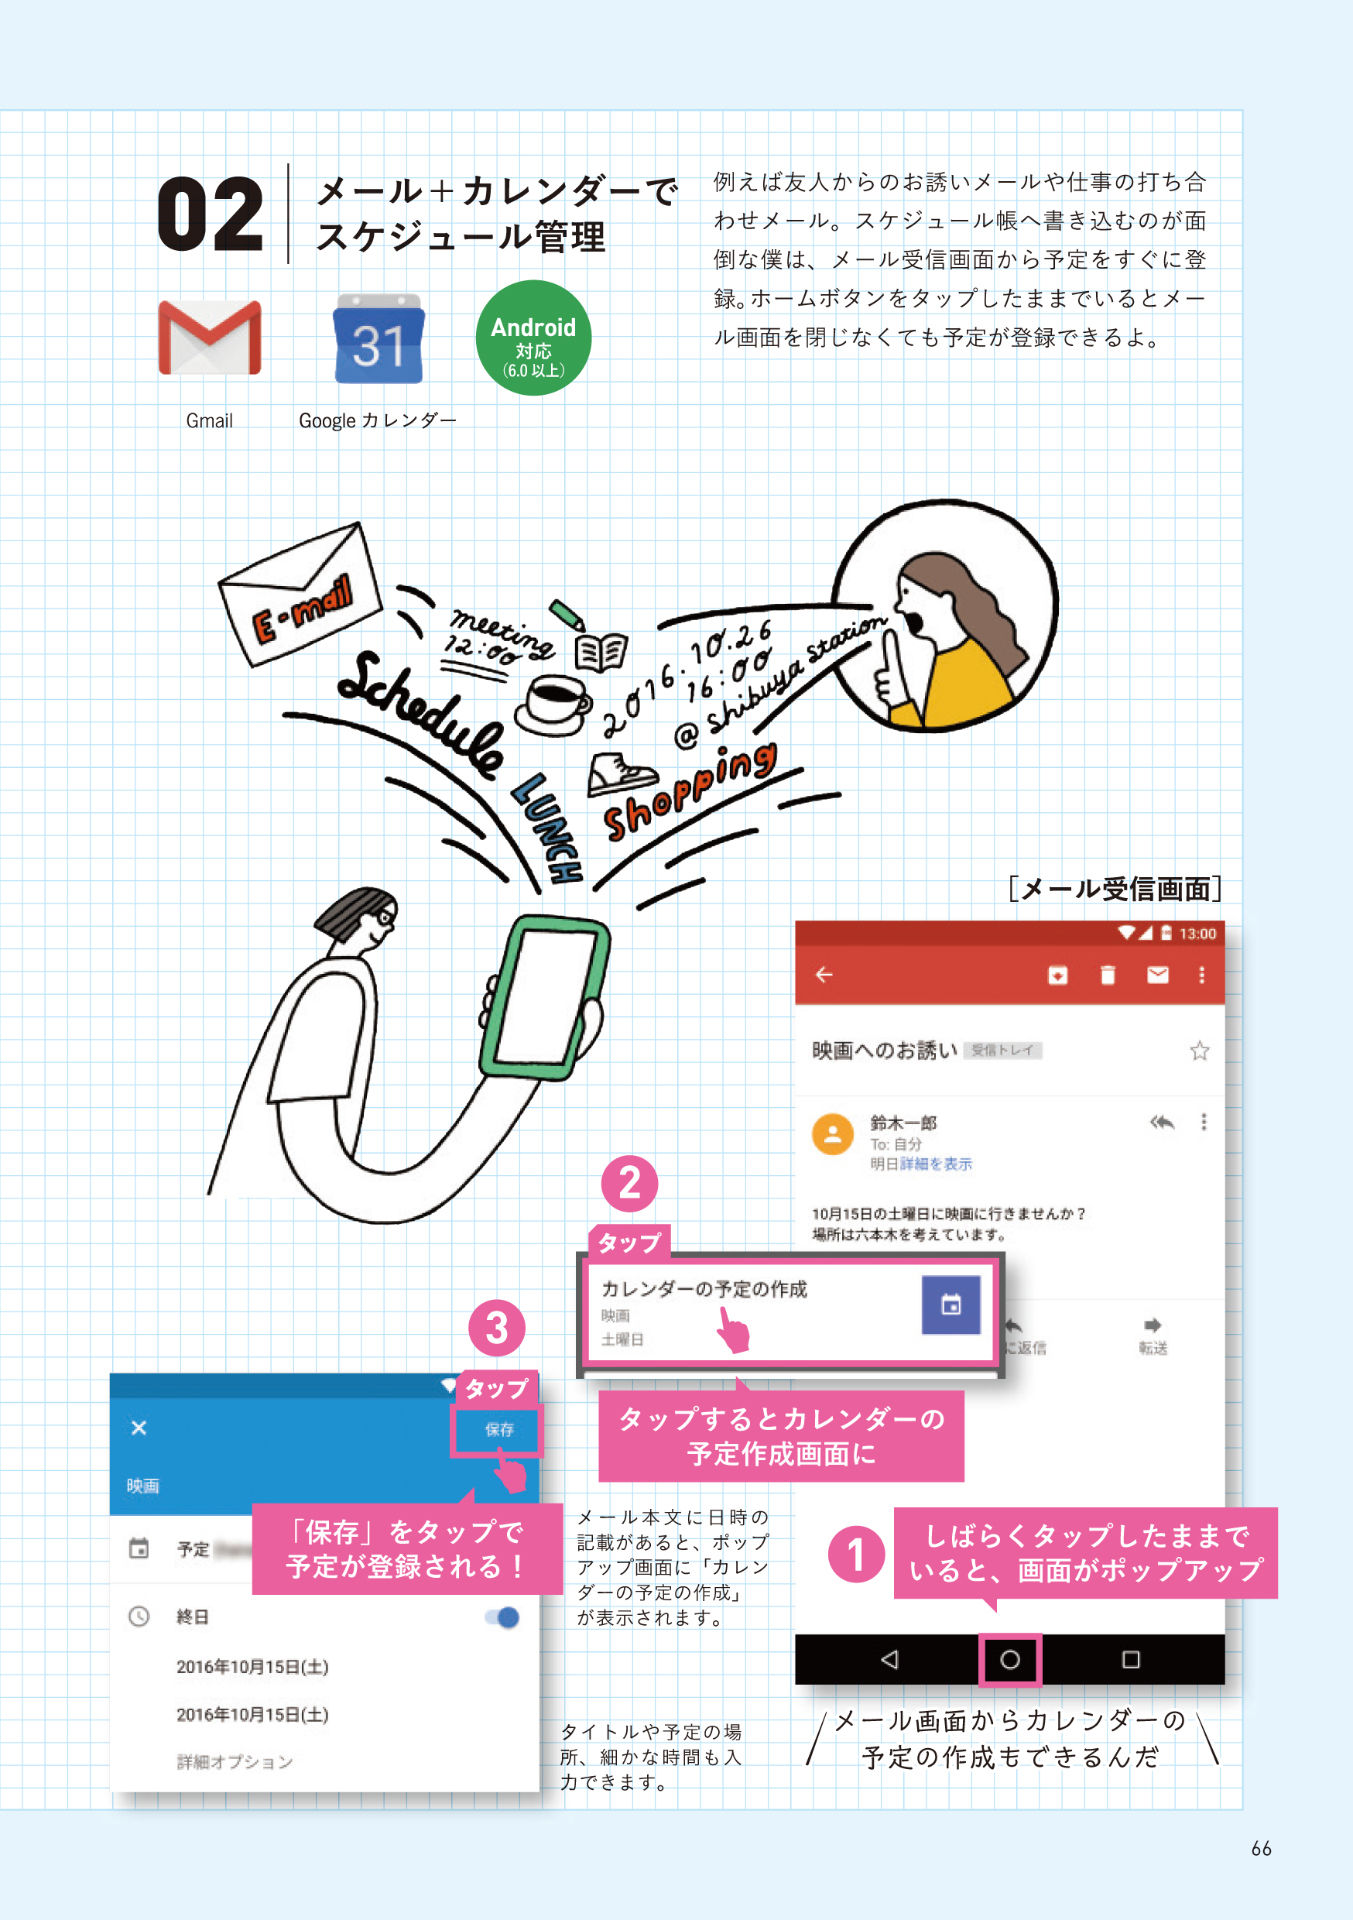 02
メール＋カレンダーで
スケジュール管理
例えば友人からのお誘いメールや仕事の打ち合
わせメール。スケジュール帳へ書き込むのが面
倒な僕は、メール受信画面から予定をすぐに登
録。ホームボタンをタップしたままでいるとメー
ル画面を閉じなくても予定が登録できるよ。
31
Android
対応
（6.0 以上）
Gmail
Google カレンダー
E-mail
meeting
12:00
Schedule
LUNCH
2016.10.26
16:00
@ Shibuya Station
Shopping
［メール受信画面］
13:00
映画へのお誘い 受信トレイ
鈴木一郎
To: 自分
明日詳細を表示
10月15日の土曜日に映画に行きませんか？
場所は六本木を考えています。
に返信
転送
2
タップ
カレンダーの予定の作成
映画
土曜日
タップするとカレンダーの
予定作成画面に
メール本文に日時の
記載があると、ポップ
アップ画面に「カレン
ダーの予定の作成」
が表示されます。
1
しばらくタップしたままで
いると、画面がポップアップ
メール画面からカレンダーの
予定の作成もできるんだ
3
タップ
保存
映画
「保存」をタップで
予定が登録される！
予定
終日
2016年10月15日(土)
2016年10月15日(土)
詳細オプション
タイトルや予定の場
所、細かな時間も入
力できます。
66